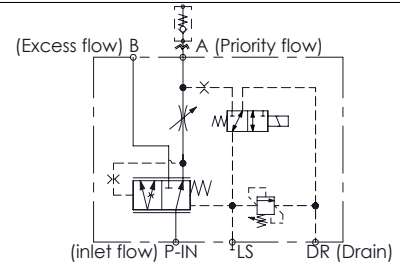 (Excess flow) B
A (Priority flow)
(inlet flow) P-IN
LS
DR (Drain)